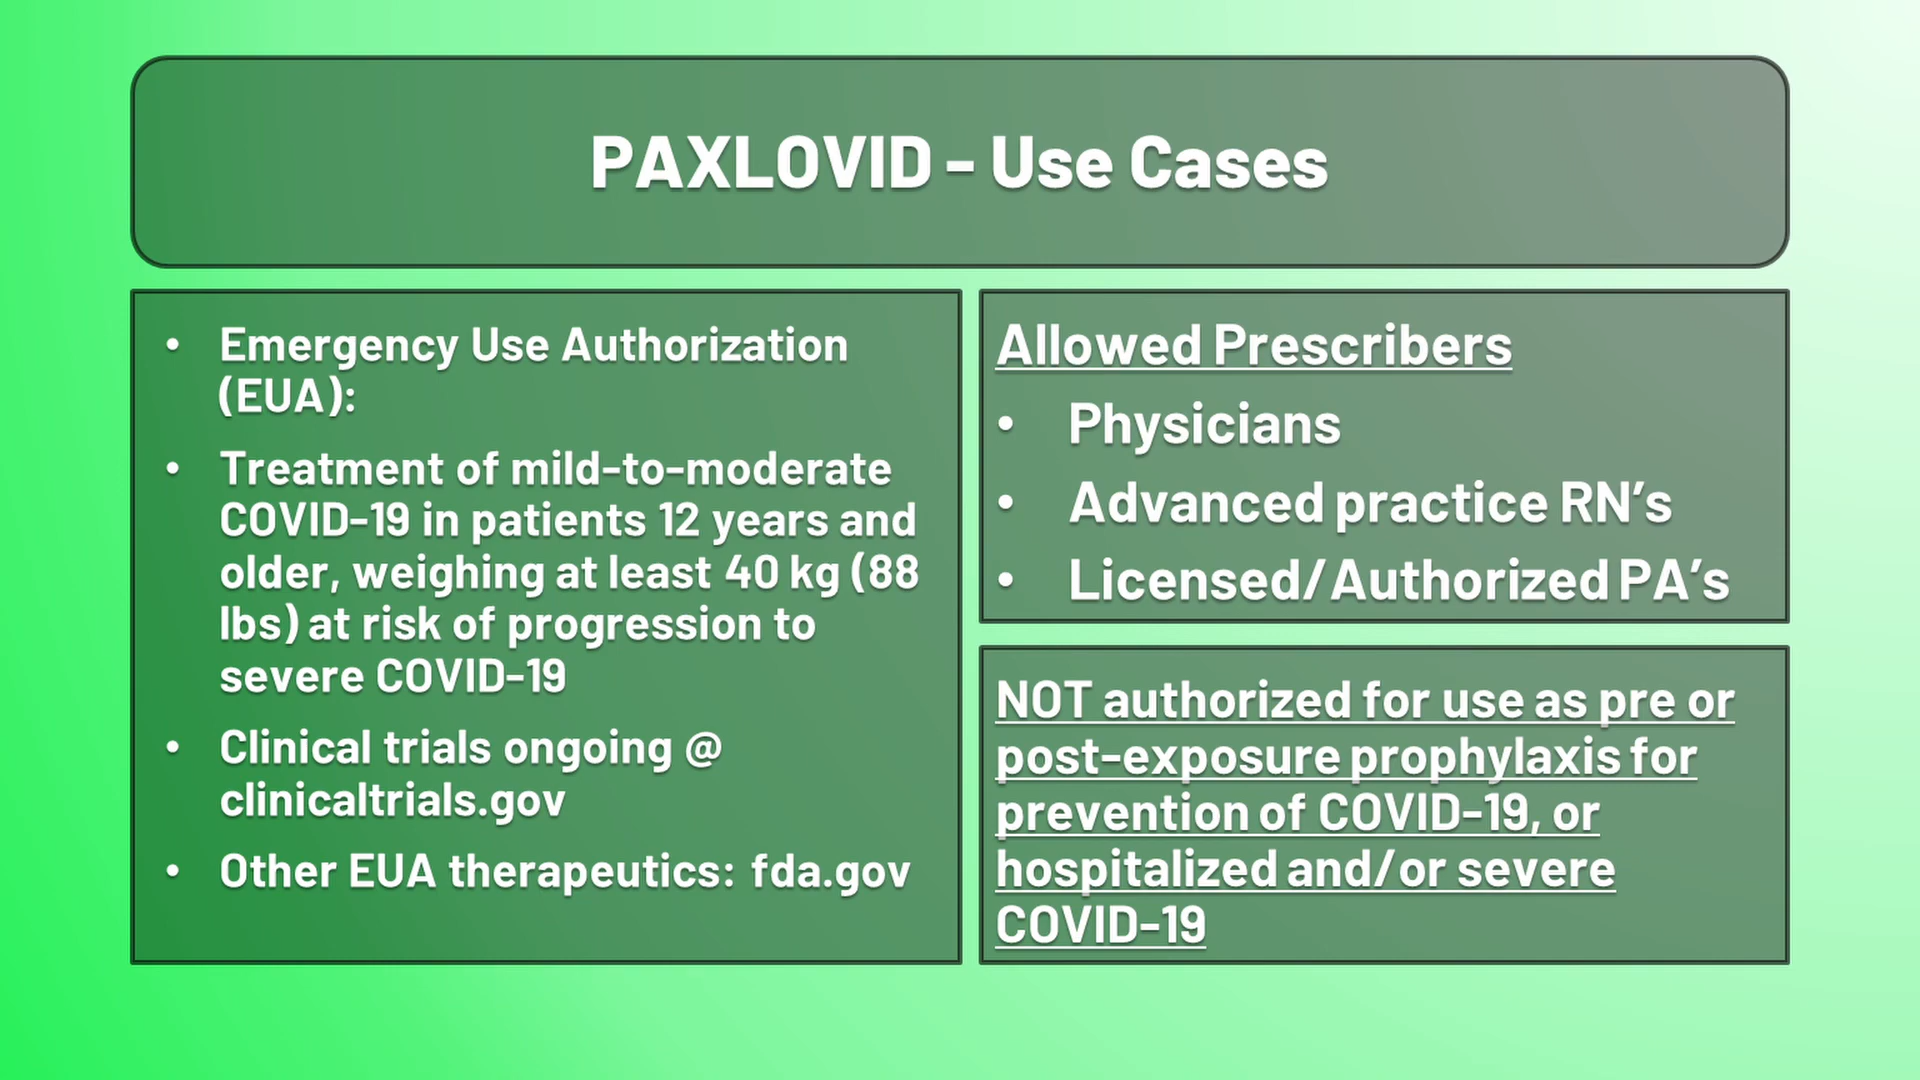 PAXLOVID - Use Cases
• Emergency Use Authorization
(EUA):
• Treatment of mild-to-moderate
COVID-19 in patients 12 years and
older, weighing at least 40 kg (88
lbs) at risk of progression to
severe COVID-19
• Clinical trials ongoing @
clinicaltrials.gov
• Other EUA therapeutics: fda.gov
Allowed Prescribers
• Physicians
• Advanced practice RN’s
• Licensed/Authorized PA’s
NOT authorized for use as pre or
post-exposure prophylaxis for
prevention of COVID-19, or
hospitalized and/or severe
COVID-19